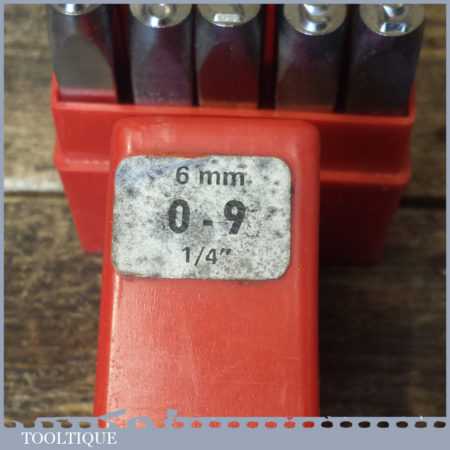 6 mm
0 - 9
1/4"
TOOLTIQUE